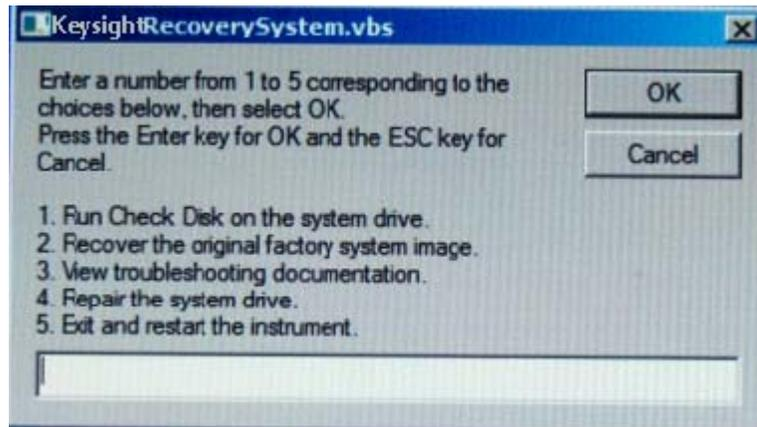 KeysightRecoverySystem.vbs
Enter a number from 1 to 5 corresponding to the
choices below, then select OK.
Press the Enter key for OK and the ESC key for
Cancel.
OK
Cancel
1. Run Check Disk on the system drive.
2. Recover the original factory system image.
3. View troubleshooting documentation.
4. Repair the system drive.
5. Exit and restart the instrument.